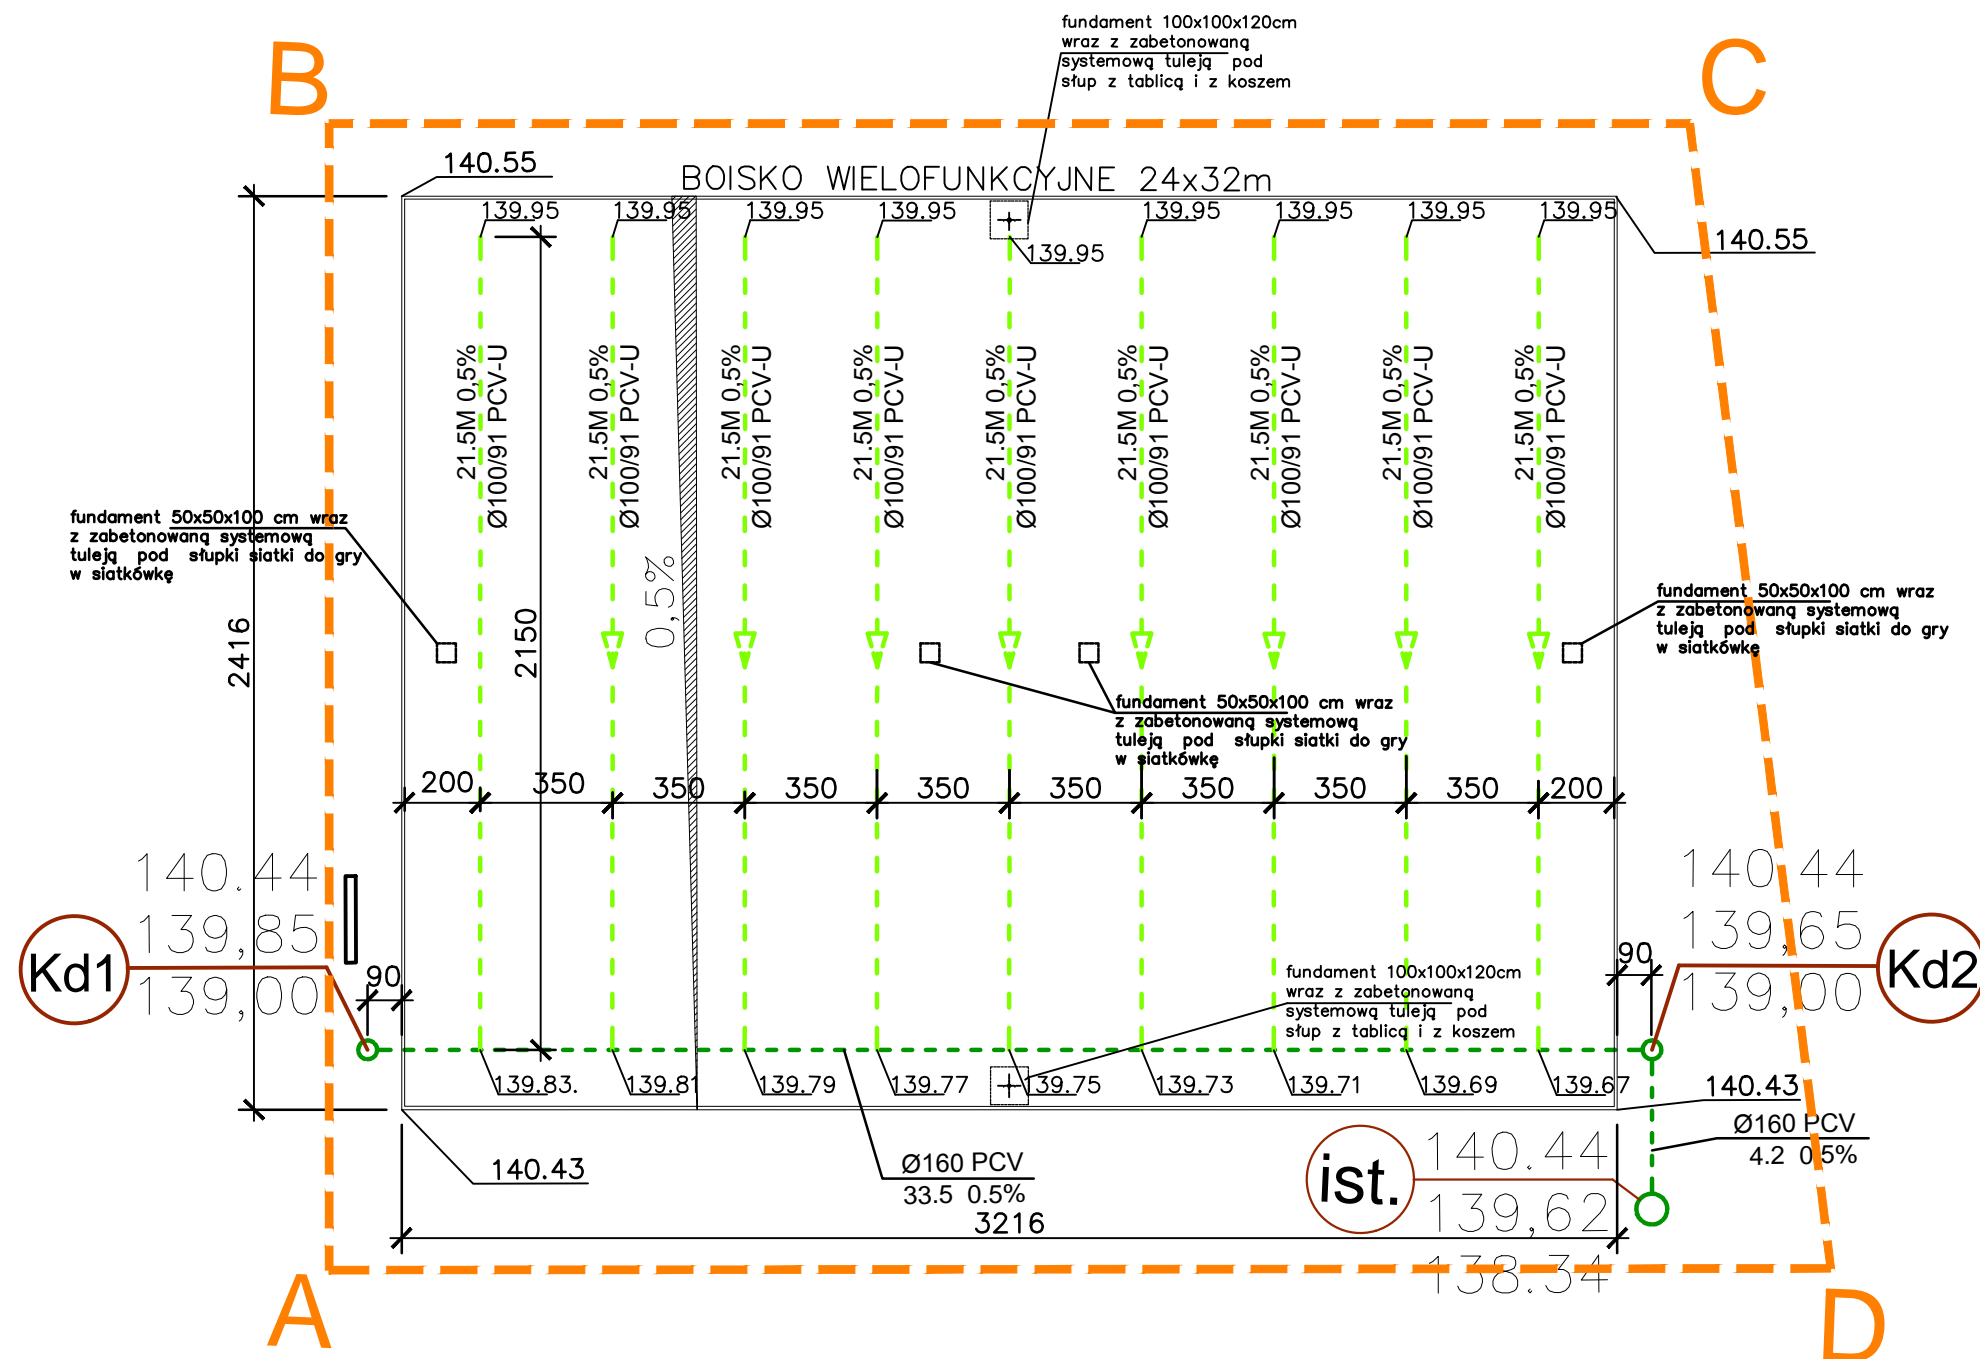 fundament 100x100x120cm
wraz z zabetonowaną
systemową tuleją pod
słup z tablicą i z koszem
B
C
140.55
BOISKO WIELOFUNKCYJNE 24x32m
139.95
139.95
139.95
139.95
139.95
139.95
139.95
139.95
139.95
140.55
21.5M 0,5%
Ø100/91 PCV-U
21.5M 0,5%
Ø100/91 PCV-U
21.5M 0,5%
Ø100/91 PCV-U
21.5M 0,5%
Ø100/91 PCV-U
21.5M 0,5%
Ø100/91 PCV-U
21.5M 0,5%
Ø100/91 PCV-U
21.5M 0,5%
Ø100/91 PCV-U
21.5M 0,5%
Ø100/91 PCV-U
21.5M 0,5%
Ø100/91 PCV-U
fundament 50x50x100 cm wraz
z zabetonowaną systemową
tuleją pod słupki siatki do gry
w siatkówkę
2416
2150
0,5%
fundament 50x50x100 cm wraz
z zabetonowaną systemową
tuleją pod słupki siatki do gry
w siatkówkę
fundament 50x50x100 cm wraz
z zabetonowaną systemową
tuleją pod słupki siatki do gry
w siatkówkę
200
350
350
350
350
350
350
350
350
200
140.44
139,85
139,00
Kd1
90
140.44
139,65
139,00
Kd2
90
fundament 100x100x120cm
wraz z zabetonowaną
systemową tuleją pod
słup z tablicą i z koszem
139.83.
139.81
139.79
139.77
139.75
139.73
139.71
139.69
139.67
140.43
Ø160 PCV
4.2 0.5%
140.43
Ø160 PCV
33.5 0.5%
3216
ist.
140.44
139,62
138.34
A
D